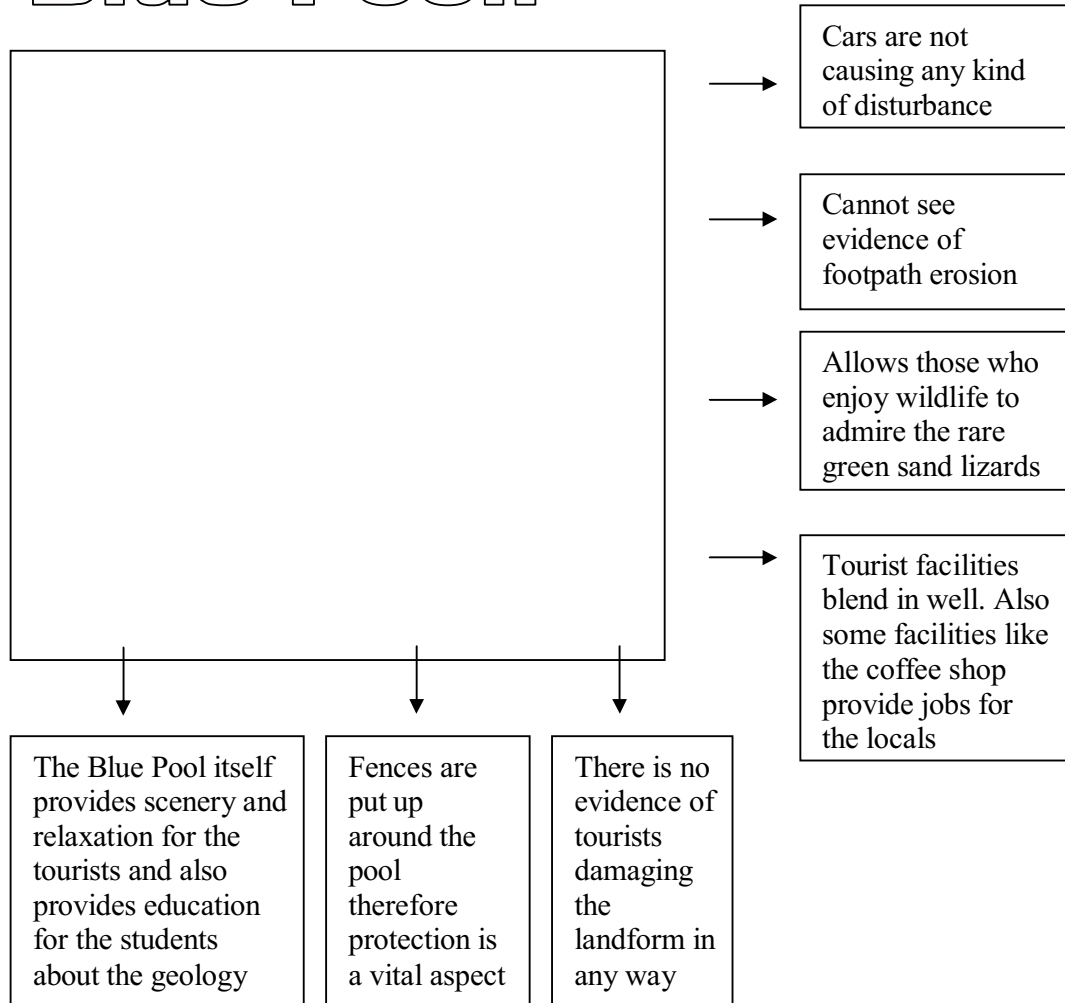 Blue Pool
Cars are not
causing any kind
of disturbance
Cannot see
evidence of
footpath erosion
Allows those who
enjoy wildlife to
admire the rare
green sand lizards
Tourist facilities
blend in well. Also
some facilities like
the coffee shop
provide jobs for
the locals
The Blue Pool itself
provides scenery and
relaxation for the
tourists and also
provides education
for the students
about the geology
Fences are
put up
around the
pool
therefore
protection is
a vital aspect
There is no
evidence of
tourists
damaging
the
landform in
any way